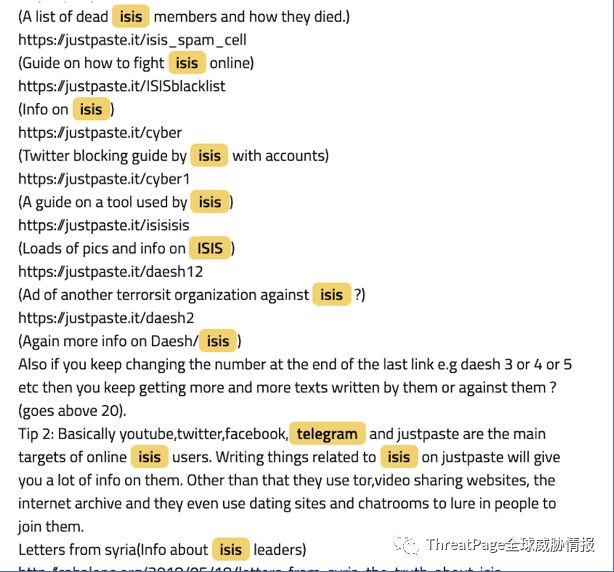 (A list of dead isis members and how they died.)
https://justpaste.it/isis_spam_cell
(Guide on how to fight isis online)
https://justpaste.it/ISISblacklist
(Info on isis )
https://justpaste.it/cyber
(Twitter blocking guide by isis with accounts)
https://justpaste.it/cyber1
(A guide on a tool used by isis )
https://justpaste.it/isisisis
(Loads of pics and info on ISIS )
https://justpaste.it/daesh12
(Ad of another terrorsit organization against isis ?)
https://justpaste.it/daesh2
(Again more info on Daesh/ isis )
Also if you keep changing the number at the end of the last link e.g daesh 3 or 4 or 5
etc then you keep getting more and more texts written by them or against them ?
(goes above 20).
Tip 2: Basically youtube,twitter,facebook, telegram and justpaste are the main
targets of online isis users. Writing things related to isis on justpaste will give
you a lot of info on them. Other than that they use tor,video sharing websites, the
internet archive and they even use dating sites and chatrooms to lure in people to
join them.
ThreatPage全球威胁情报
Letters from syria(Info about isis leaders)